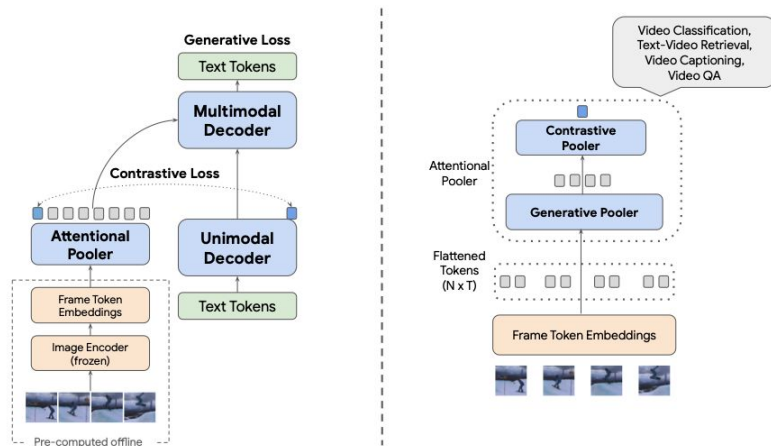 Generative Loss
Text Tokens
Multimodal
Decoder
Contrastive Loss
Attentional
Pooler
Unimodal
Decoder
Frame Token
Embeddings
Text Tokens
Image Encoder
(frozen)
Pre-computed offline
Video Classification,
Text-Video Retrieval,
Video Captioning,
Video QA
Contrastive
Pooler
Attentional
Pooler
Generative Pooler
Flattened
Tokens
(N x T)
Frame Token Embeddings